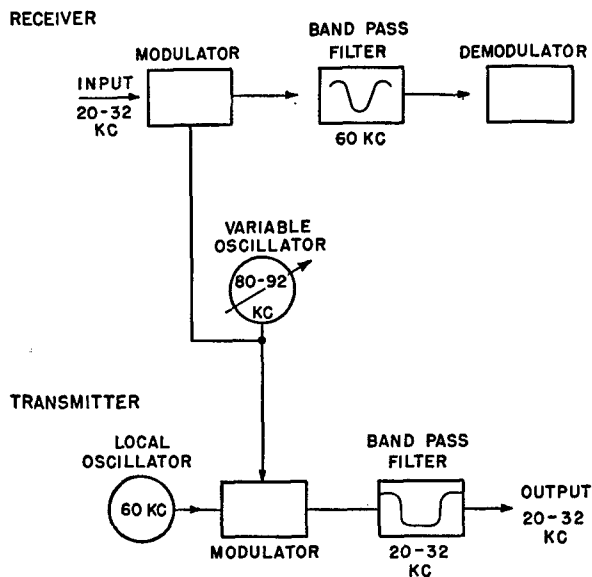 RECEIVER
MODULATOR
BAND PASS
FILTER
DEMODULATOR
INPUT
20-32
KC
60 KC
VARIABLE
OSCILLATOR
80-92
KC
TRANSMITTER
LOCAL
OSCILLATOR
60 KC
MODULATOR
BAND PASS
FILTER
20-32
KC
OUTPUT
20-32
KC